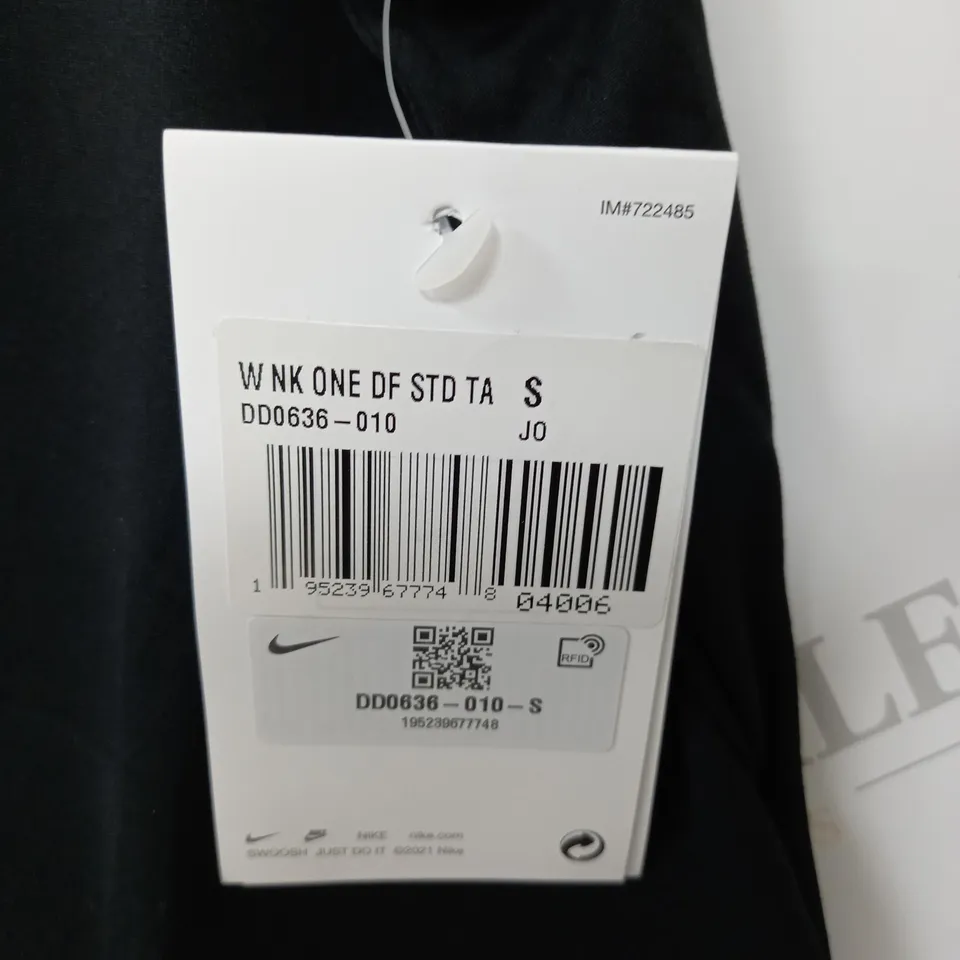 IM#722485
W NK ONE DF STD TA S
DD0636-010 JO
1 95239 67774 8 04006
RFID
DD0636-010-S
195239677748
NIKE nike.com
SWOOSH JUST DO IT ©2021 Nike